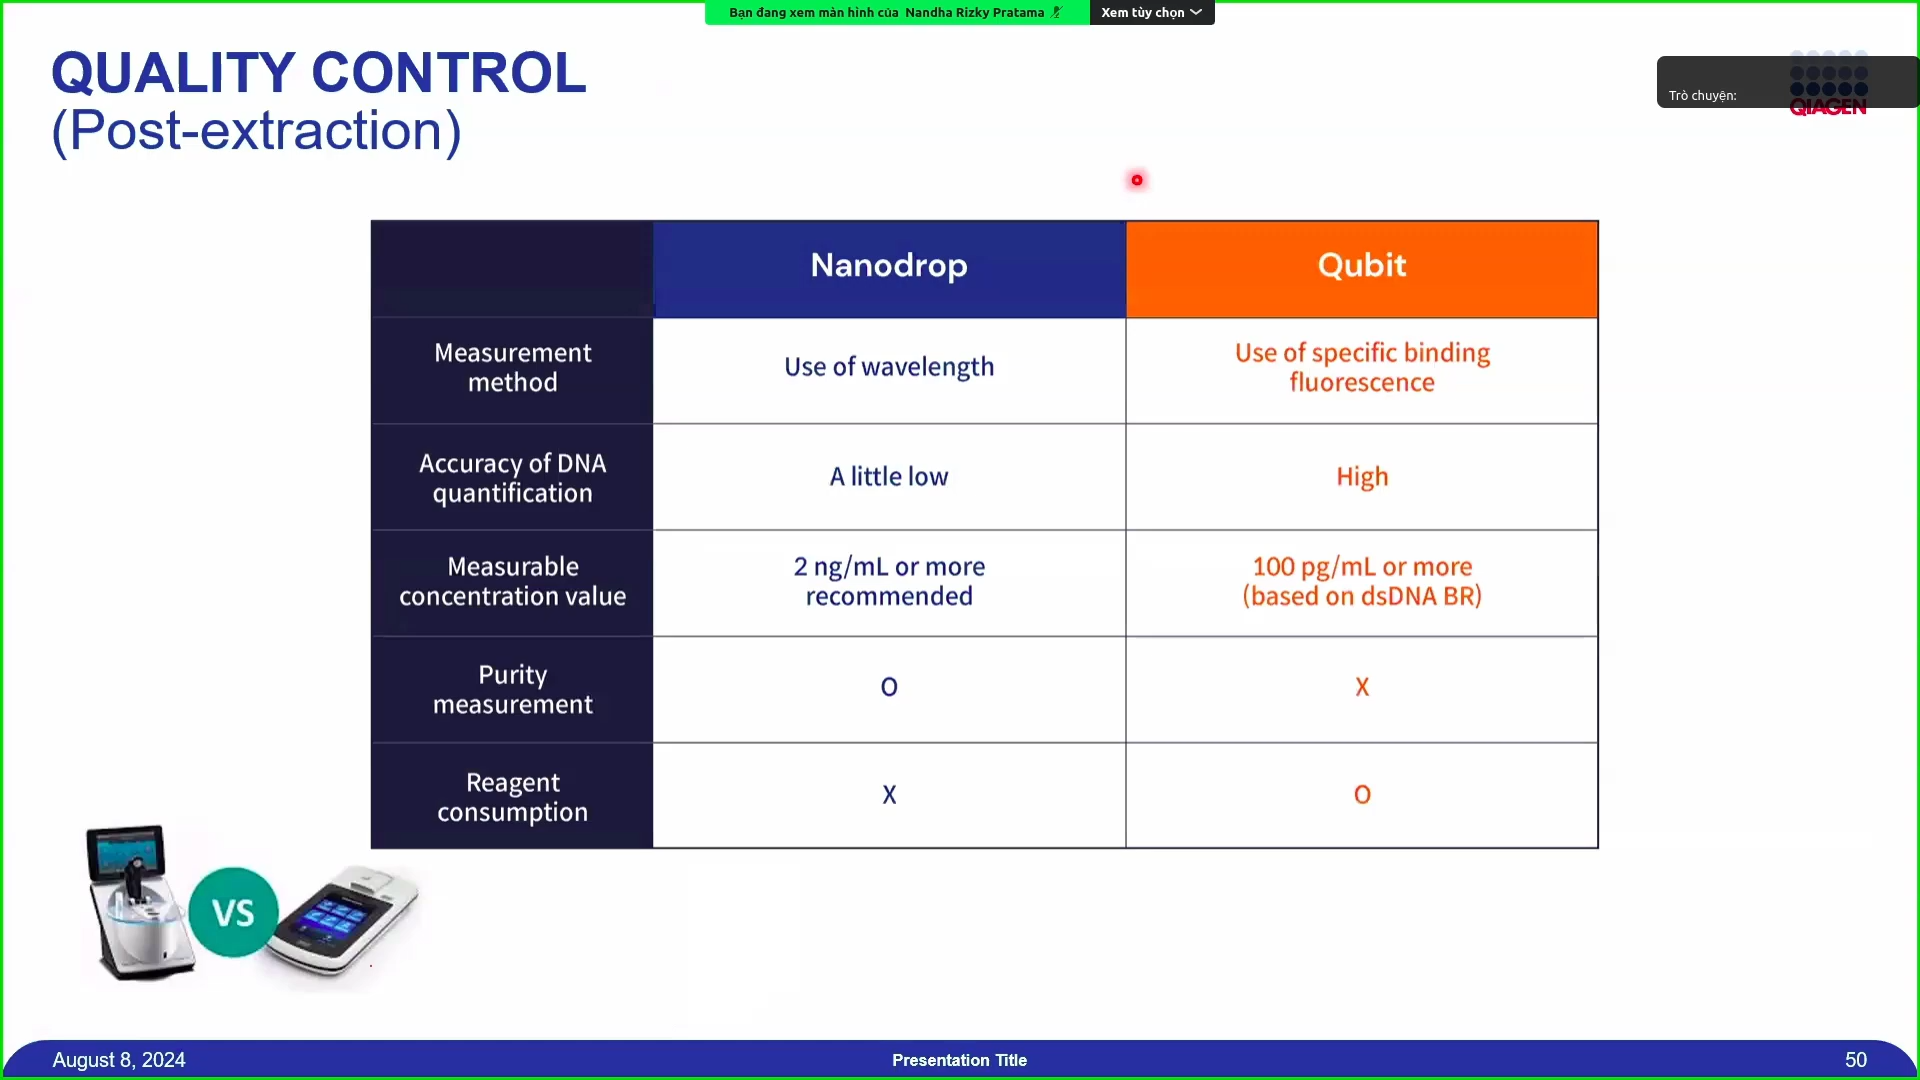 Bạn đang xem màn hình của Nandha Rizky Pratama
Xem tùy chọn
QUALITY CONTROL
(Post-extraction)
Trò chuyện:
QIAGEN
Nanodrop
Qubit
Measurement
method
Use of wavelength
Use of specific binding
fluorescence
Accuracy of DNA
quantification
A little low
High
Measurable
concentration value
2 ng/mL or more
recommended
100 pg/mL or more
(based on dsDNA BR)
Purity
measurement
O
X
Reagent
consumption
X
O
VS
August 8, 2024
Presentation Title
50